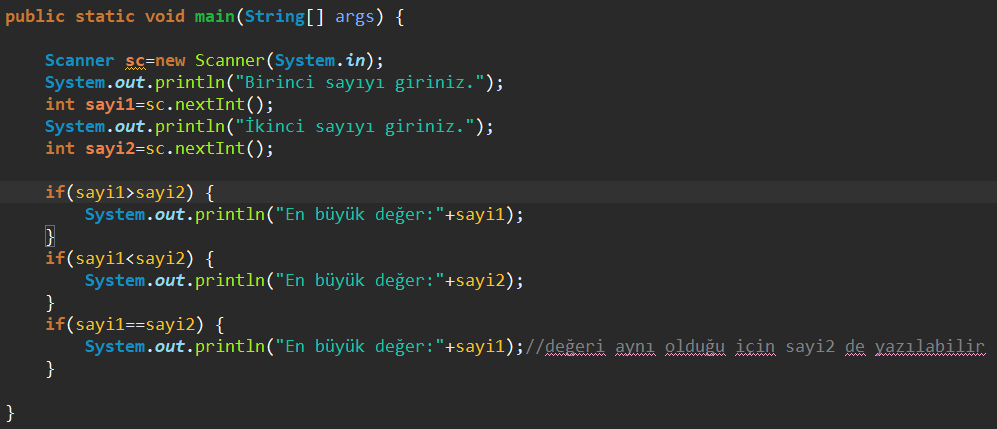 public static void main(String[] args) {
Scanner sc=new Scanner(System.in);
System.out.println("Birinci sayıyı giriniz.");
int sayi1=sc.nextInt();
System.out.println("İkinci sayıyı giriniz.");
int sayi2=sc.nextInt();
if(sayi1>sayi2) {
System.out.println("En büyük değer:"+sayi1);
}
if(sayi1<sayi2) {
System.out.println("En büyük değer:"+sayi2);
}
if(sayi1==sayi2) {
System.out.println("En büyük değer:"+sayi1);//değeri aynı olduğu için sayi2 de yazılabilir
}
}